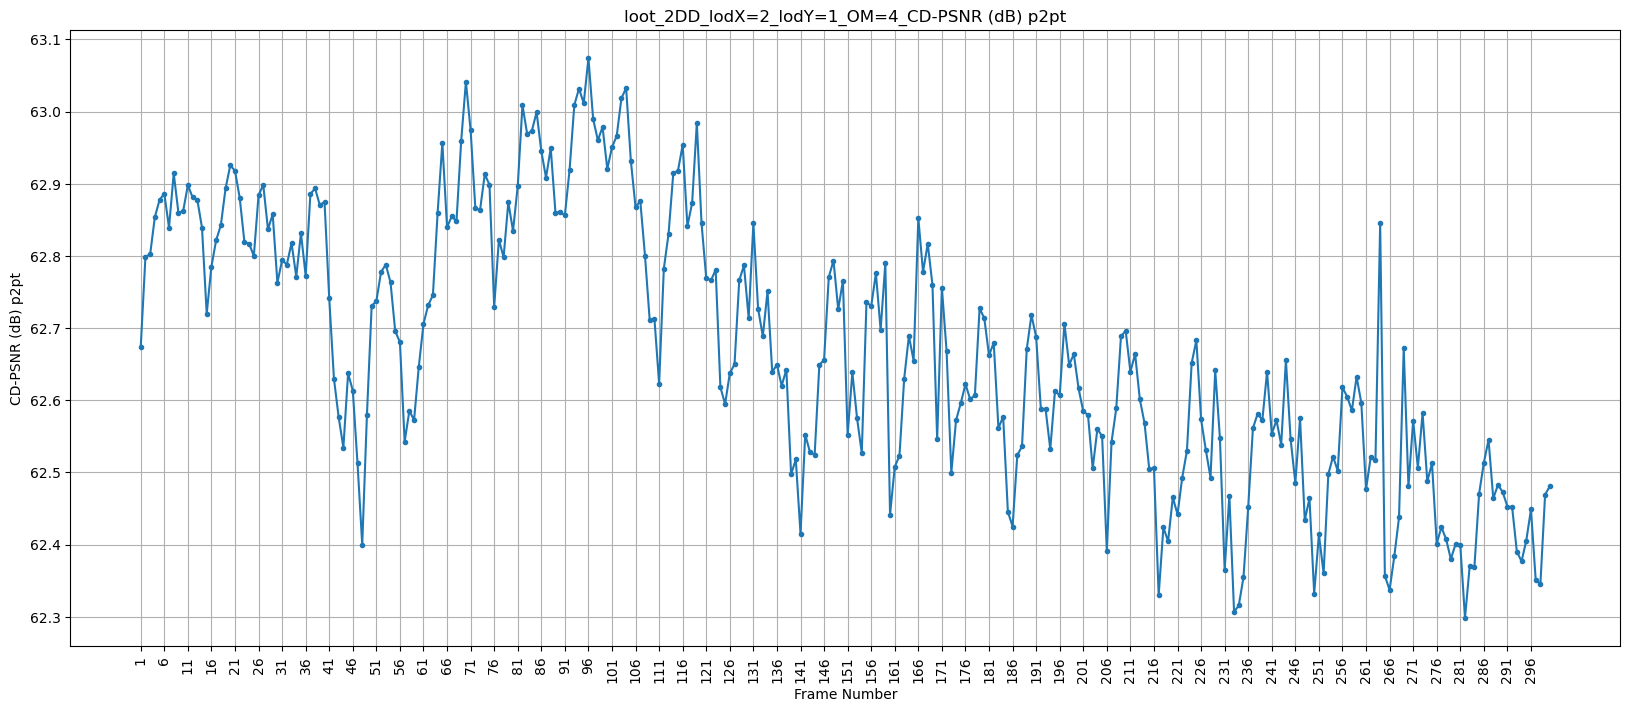 loot_2DD_lodX=2_lodY=1_OM=4_CD-PSNR (dB) p2pt
CD-PSNR (dB) p2pt
63.1
63.0
62.9
62.8
62.7
62.6
62.5
62.4
62.3
1 6 11 16 21 26 31 36 41 46 51 56 61 66 71 76 81 86 91 96 101 106 111 116 121 126 131 136 141 146 151 156 161 166 171 176 181 186 191 196 201 206 211 216 221 226 231 236 241 246 251 256 261 266 271 276 281 286 291 296
Frame Number